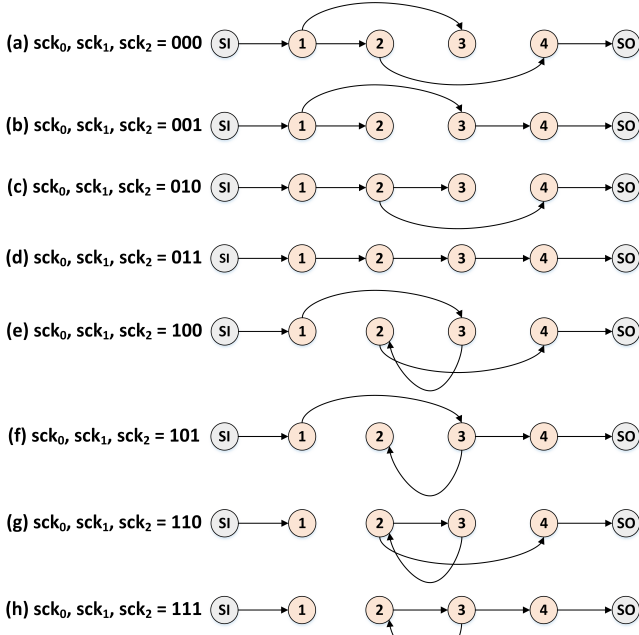 (a) sck₀, sck₁, sck₂ = 000 SI 1 2 3 4 SO
(b) sck₀, sck₁, sck₂ = 001 SI 1 2 3 4 SO
(c) sck₀, sck₁, sck₂ = 010 SI 1 2 3 4 SO
(d) sck₀, sck₁, sck₂ = 011 SI 1 2 3 4 SO
(e) sck₀, sck₁, sck₂ = 100 SI 1 2 3 4 SO
(f) sck₀, sck₁, sck₂ = 101 SI 1 2 3 4 SO
(g) sck₀, sck₁, sck₂ = 110 SI 1 2 3 4 SO
(h) sck₀, sck₁, sck₂ = 111 SI 1 2 3 4 SO